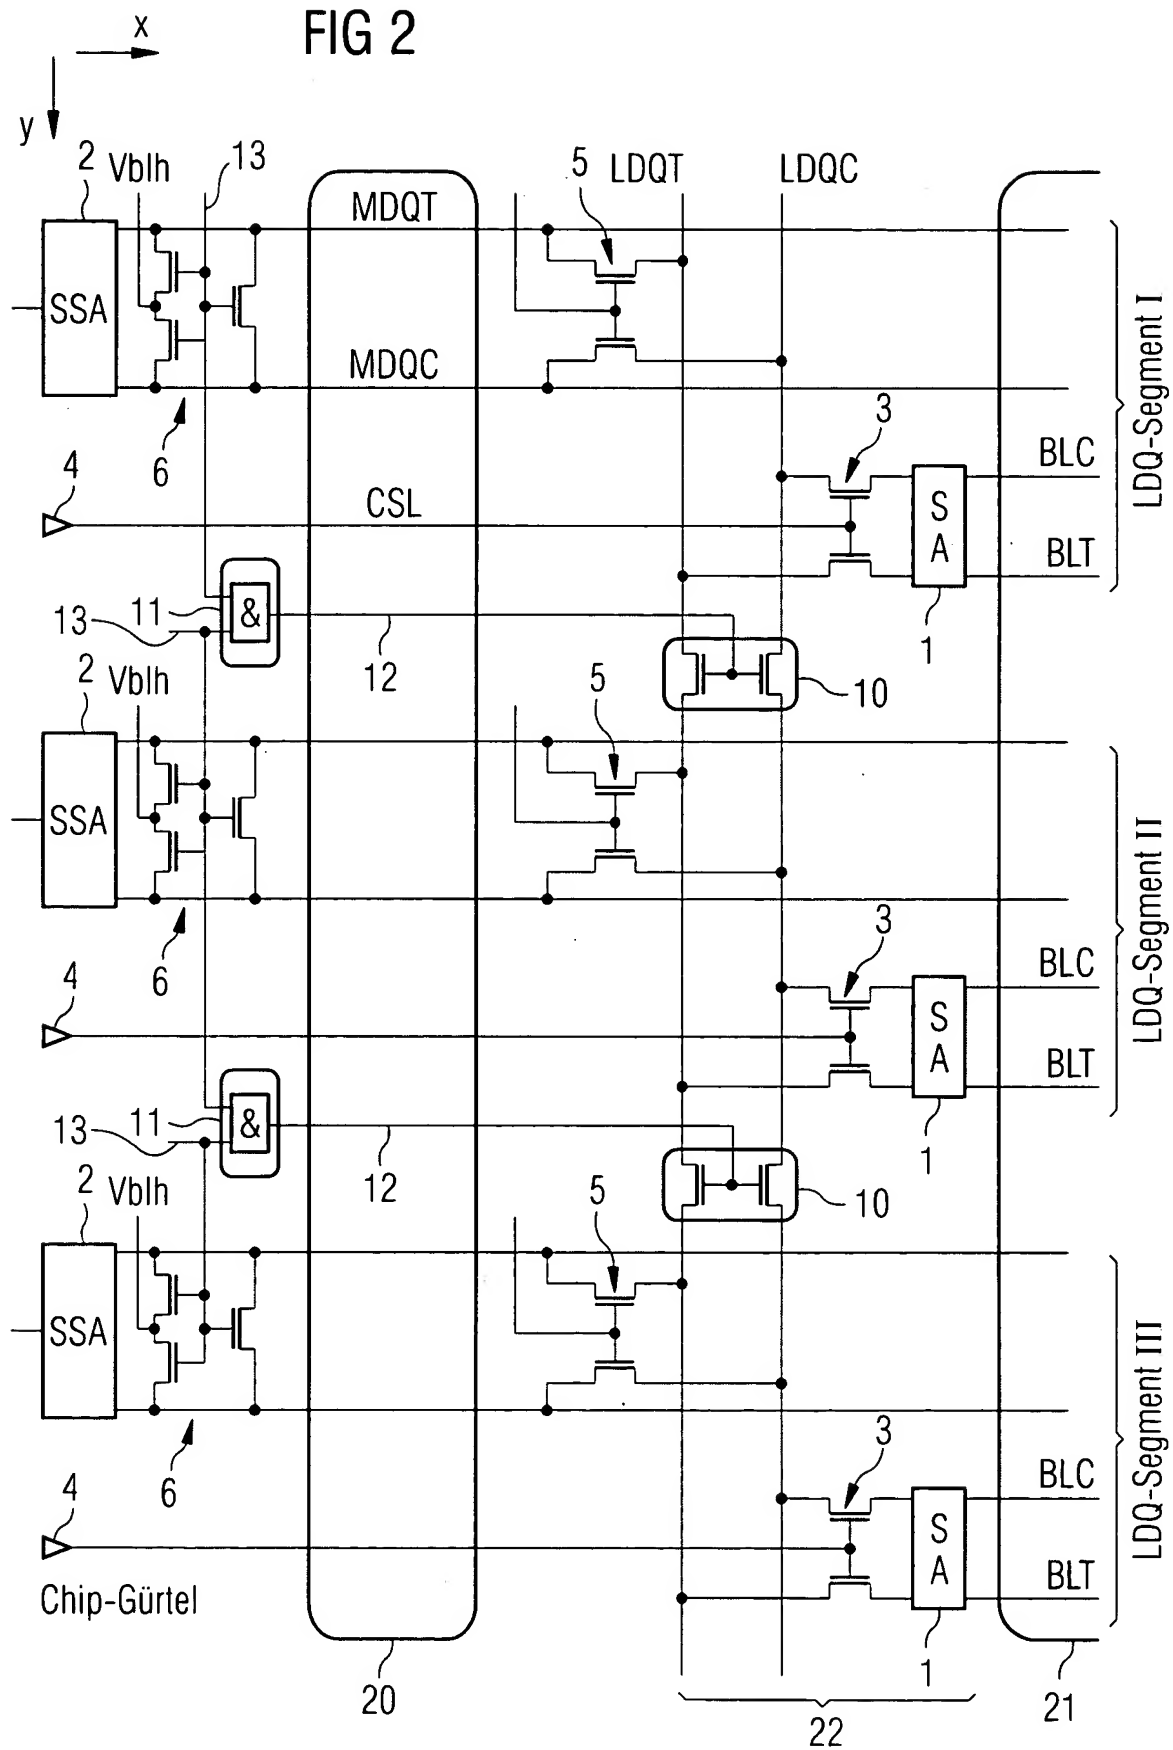 FIG 2
x
y
2 Vblh 13 5 LDQT LDQC
MDQT
SSA
MDQC
LDQ-Segment I
6
4
3
BLC
CSL
S
A
BLT
11
&
13
1
2 Vblh
12
5
10
SSA
LDQ-Segment II
6
4
3
BLC
S
A
BLT
11
&
13
1
2 Vblh
12
5
10
SSA
LDQ-Segment III
6
4
3
BLC
S
A
BLT
Chip-Gürtel
1
20
21
22